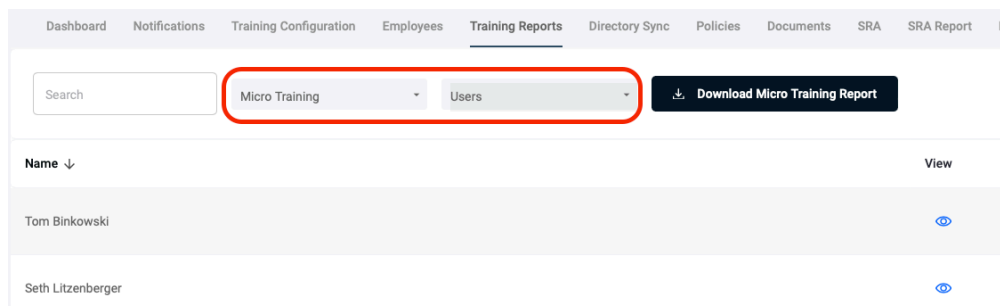 Dashboard Notifications Training Configuration Employees Training Reports Directory Sync Policies Documents SRA SRA Report
Search Micro Training Users Download Micro Training Report
Name View
Tom Binkowski
Seth Litzenberger